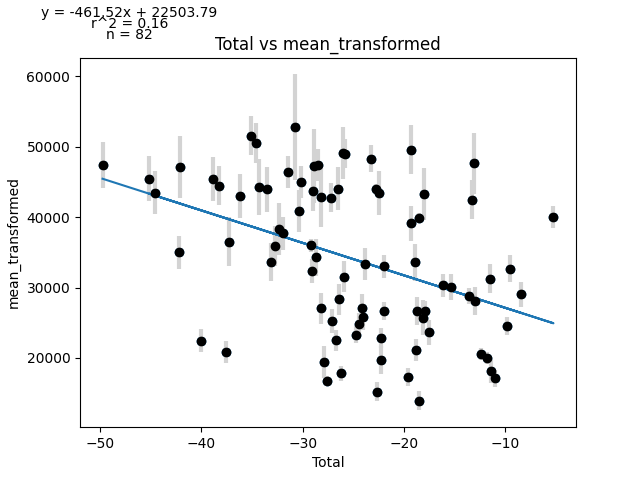 y = -461.52x + 22503.79
r^2 = 0.16
n = 82
Total vs mean_transformed
60000
50000
40000
30000
20000
mean_transformed
−50
−40
−30
−20
−10
Total